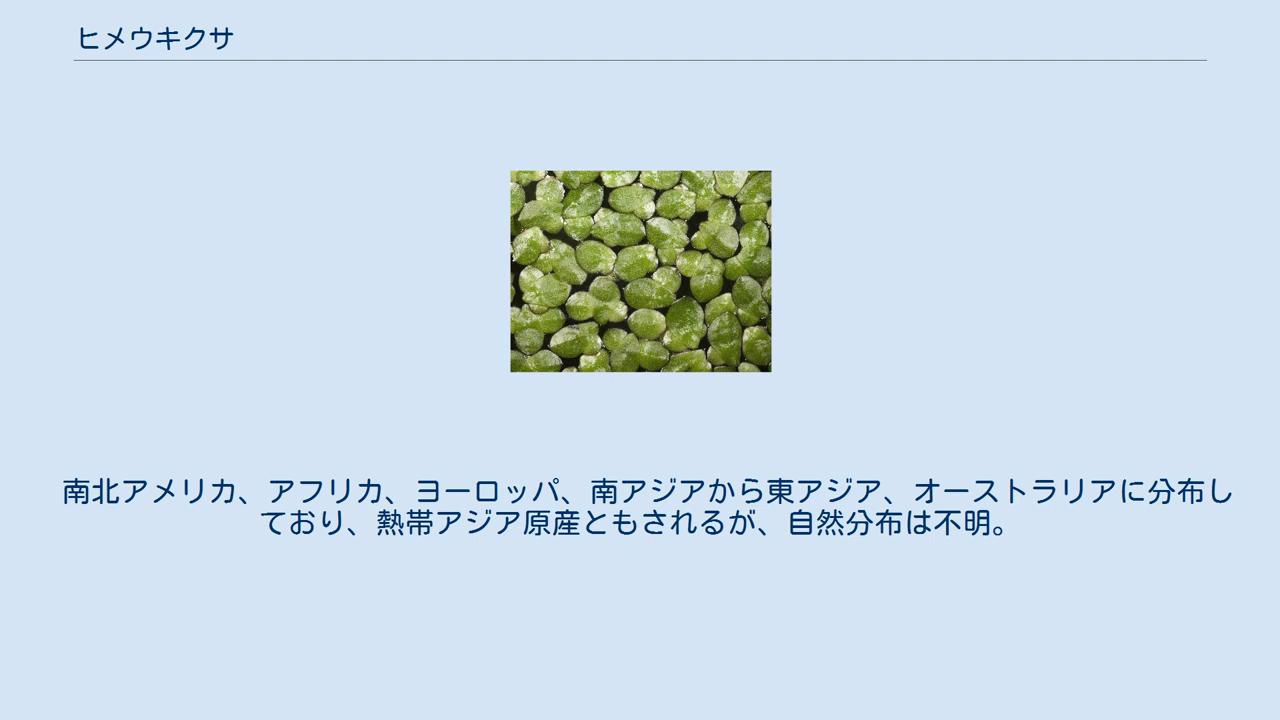 ヒメウキクサ
南北アメリカ、アフリカ、ヨーロッパ、南アジアから東アジア、オーストラリアに分布し
ており、熱帯アジア原産ともされるが、自然分布は不明。